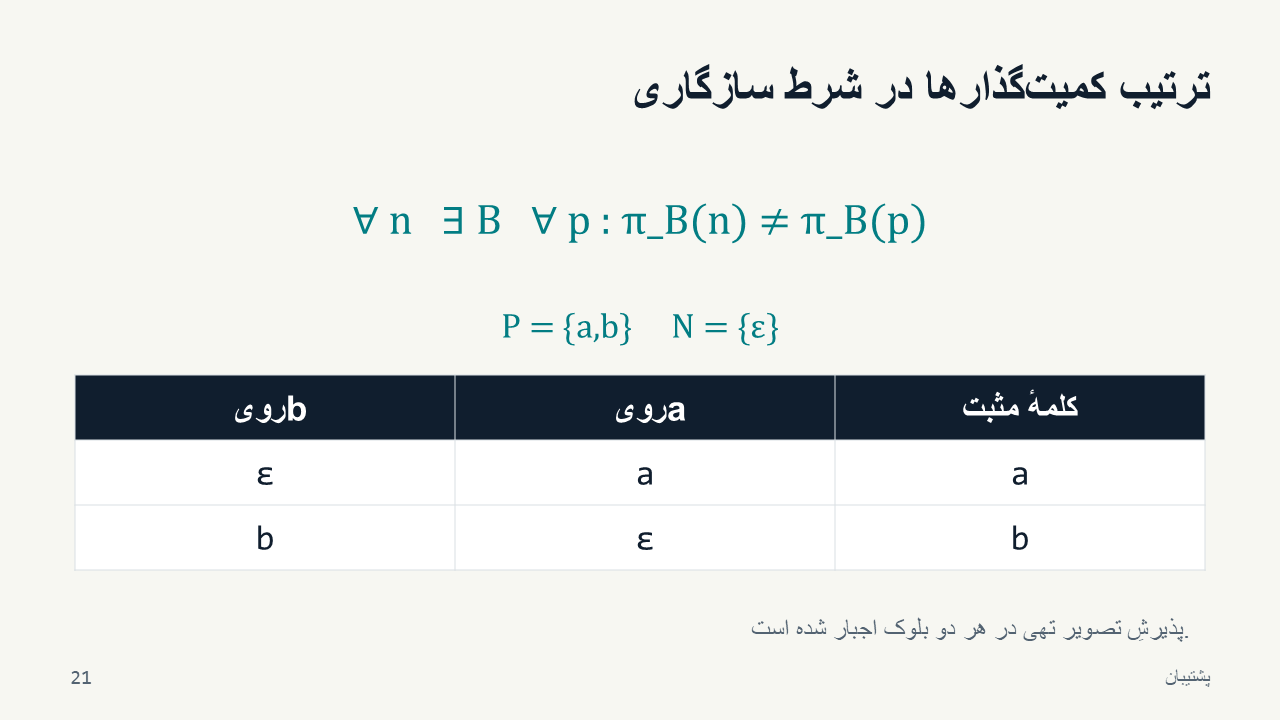 ترتیب کمیت‌گذارها در شرط سازگاری
∀ n ∃ B ∀ p : π_B(n) ≠ π_B(p)
P = {a,b} N = {ε}
کلمهٔ مثبت روی a روی b
a a ε
b ε b
پذیرشِ تصویر تهی در هر دو بلوک اجبار شده است.
پشتیبان
21